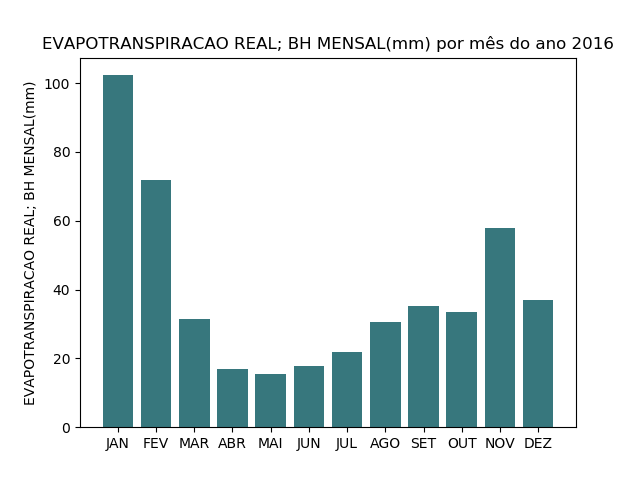 EVAPOTRANSPIRACAO REAL; BH MENSAL(mm) por mês do ano 2016
EVAPOTRANSPIRACAO REAL; BH MENSAL(mm)
100
80
60
40
20
0
JAN FEV MAR ABR MAI JUN JUL AGO SET OUT NOV DEZ